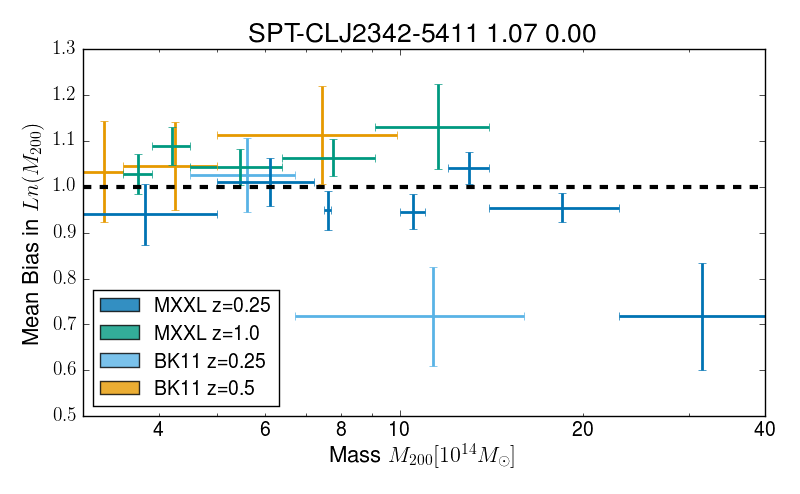 SPT-CLJ2342-5411 1.07 0.00
1.3
1.2
1.1
1.0
0.9
0.8
0.7
0.6
0.5
Mean Bias in Ln(M₂₀₀)
MXXL z=0.25
MXXL z=1.0
BK11 z=0.25
BK11 z=0.5
4 6 8 10 20 40
Mass M₂₀₀[10¹⁴M☉]